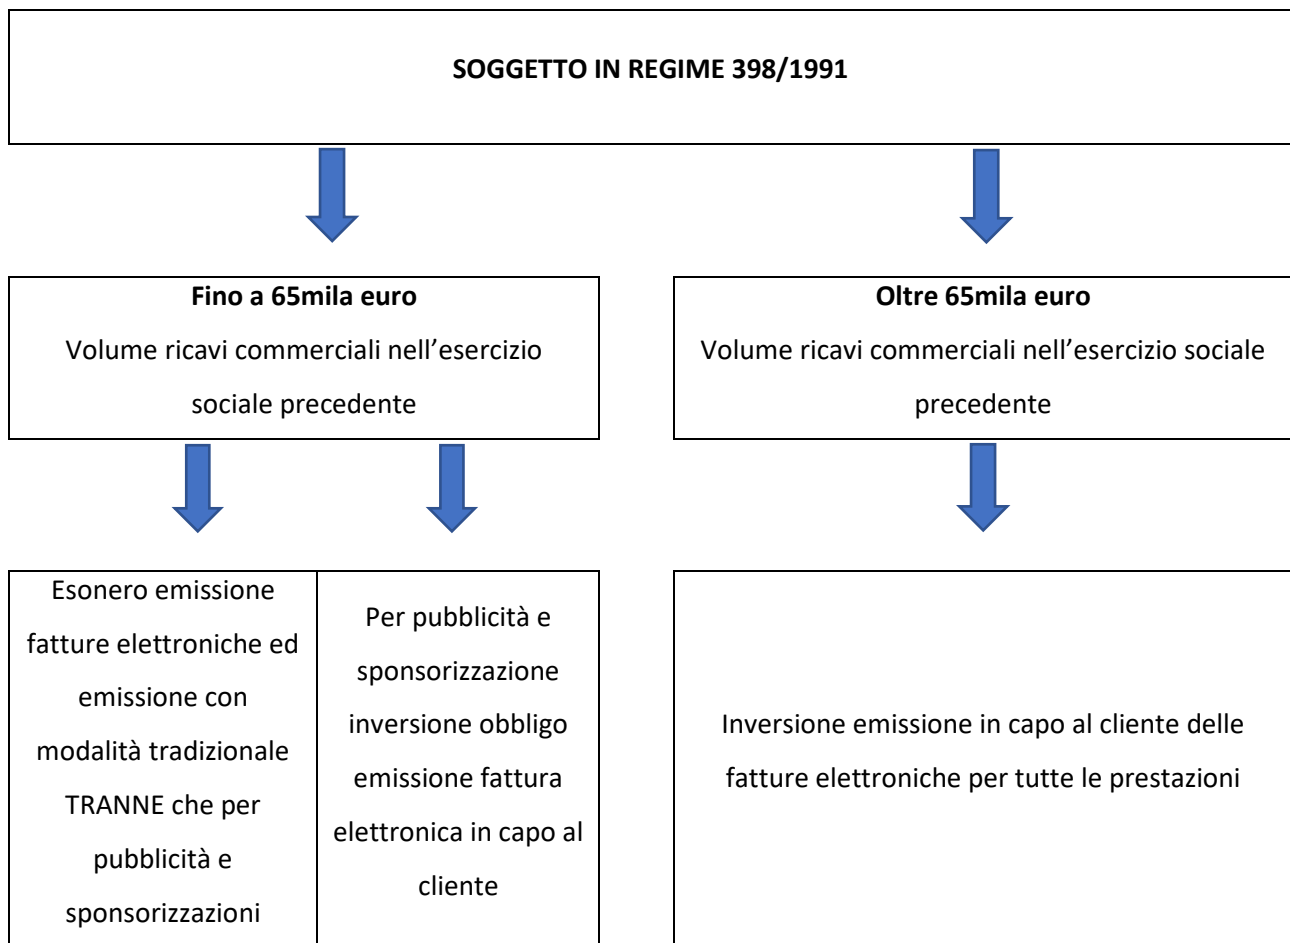 SOGGETTO IN REGIME 398/1991
Fino a 65mila euro
Volume ricavi commerciali nell’esercizio
sociale precedente
Oltre 65mila euro
Volume ricavi commerciali nell’esercizio sociale
precedente
Esonero emissione
fatture elettroniche ed
emissione con
modalità tradizionale
TRANNE che per
pubblicità e
sponsorizzazioni
Per pubblicità e
sponsorizzazione
inversione obbligo
emissione fattura
elettronica in capo al
cliente
Inversione emissione in capo al cliente delle
fatture elettroniche per tutte le prestazioni